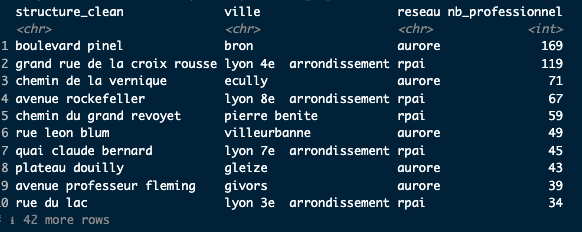 structure_clean ville reseau nb_professionnel
<chr> <chr> <chr> <int>
1 boulevard pinel bron aurore 169
2 grand rue de la croix rousse lyon 4e  arrondissement rpai 119
3 chemin de la vernique ecully aurore 71
4 avenue rockefeller lyon 8e  arrondissement rpai 67
5 chemin du grand revoyet pierre benite rpai 59
6 rue leon blum villeurbanne aurore 49
7 quai claude bernard lyon 7e  arrondissement rpai 45
8 plateau douilly gleize aurore 43
9 avenue professeur fleming givors aurore 39
0 rue du lac lyon 3e  arrondissement rpai 34
# ℹ 42 more rows